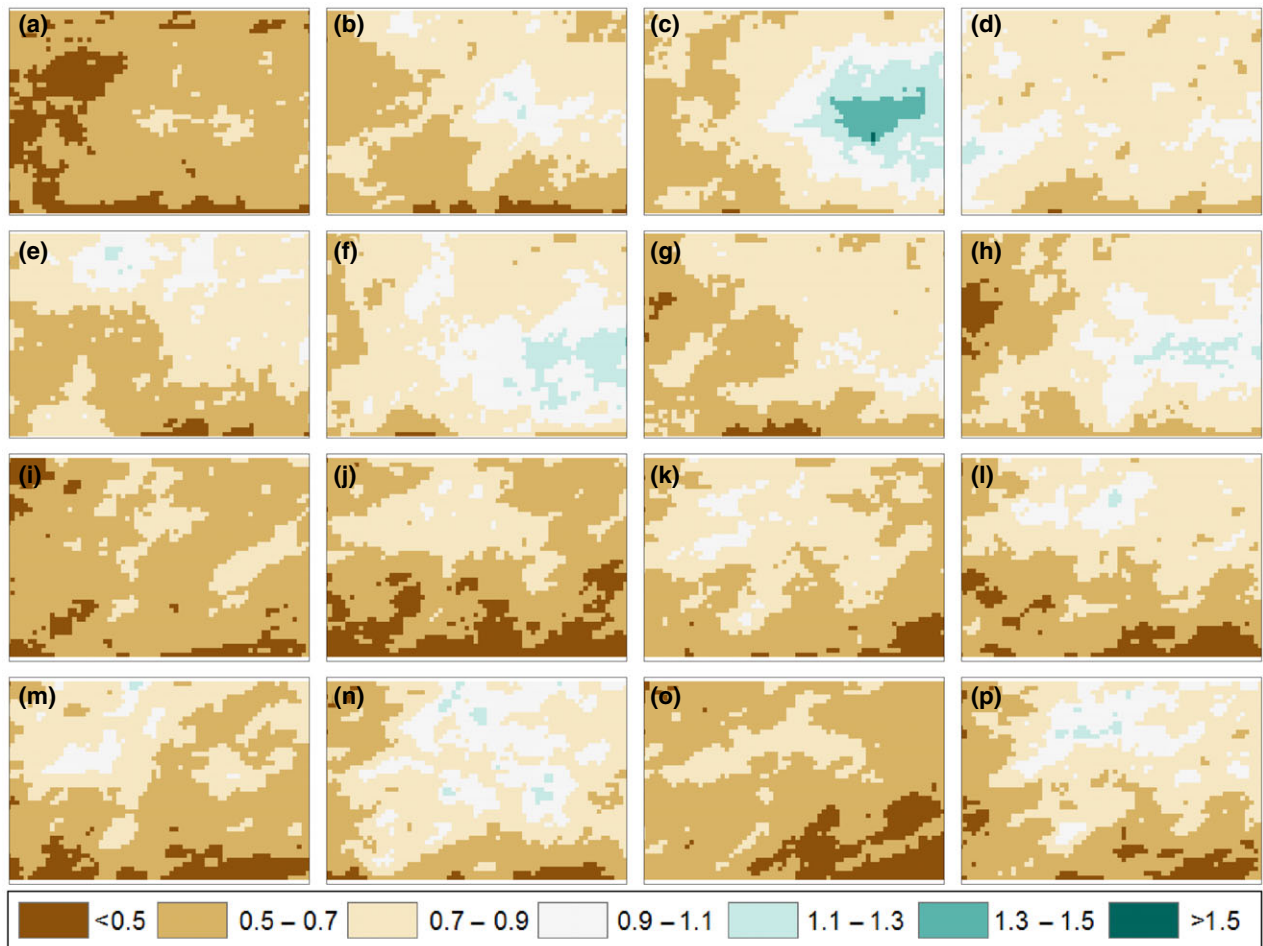 (a) (b) (c) (d)
(e) (f) (g) (h)
(i) (j) (k) (l)
(m) (n) (o) (p)
<0.5 0.5 – 0.7 0.7 – 0.9 0.9 – 1.1 1.1 – 1.3 1.3 – 1.5 >1.5